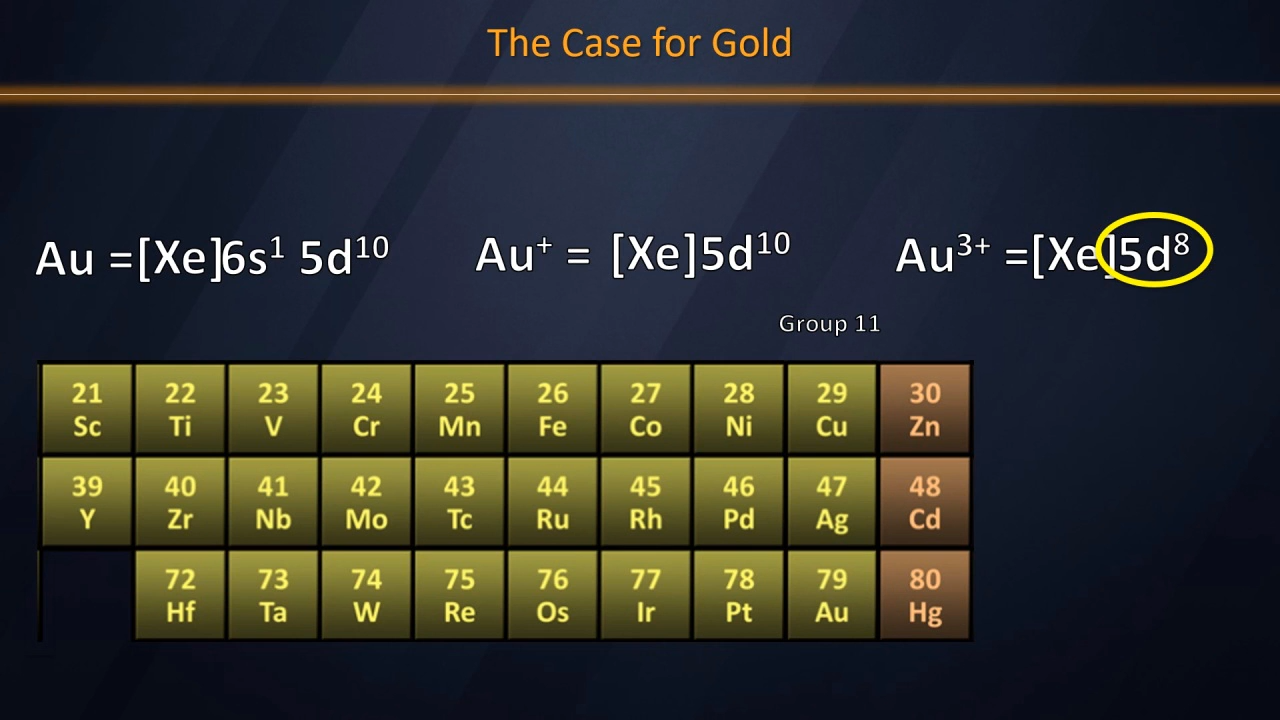 The Case for Gold
Au =[Xe]6s¹ 5d¹⁰ Au⁺ = [Xe]5d¹⁰ Au³⁺ =[Xe]5d⁸
Group 11
21 22 23 24 25 26 27 28 29 30
Sc Ti V Cr Mn Fe Co Ni Cu Zn
39 40 41 42 43 44 45 46 47 48
Y Zr Nb Mo Tc Ru Rh Pd Ag Cd
72 73 74 75 76 77 78 79 80
Hf Ta W Re Os Ir Pt Au Hg